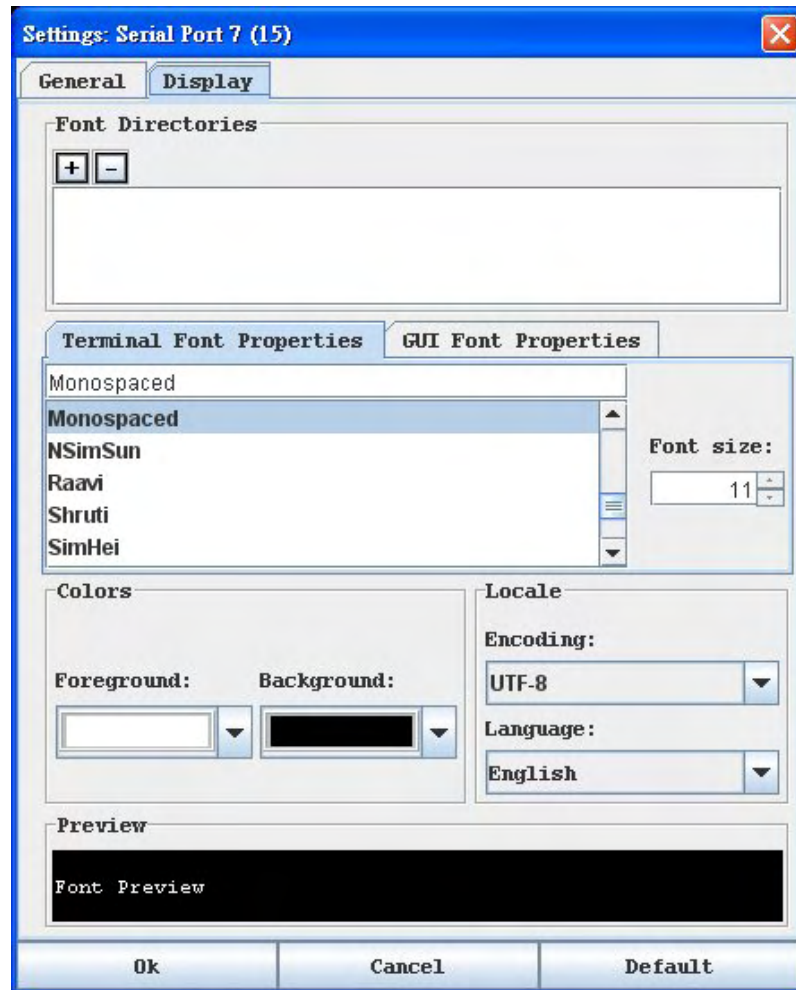 Settings: Serial Port 7 (15)
General Display
Font Directories
+ -
Terminal Font Properties GUI Font Properties
Monospaced
Monospaced
NSimSun
Raavi
Shruti
SimHei
Font size:
11
Colors
Foreground: Background:
Locale
Encoding:
UTF-8
Language:
English
Preview
Font Preview
Ok Cancel Default